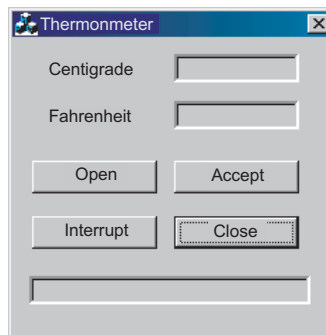 Thermonmeter
Centigrade
Fahrenheit
Open Accept
Interrupt Close